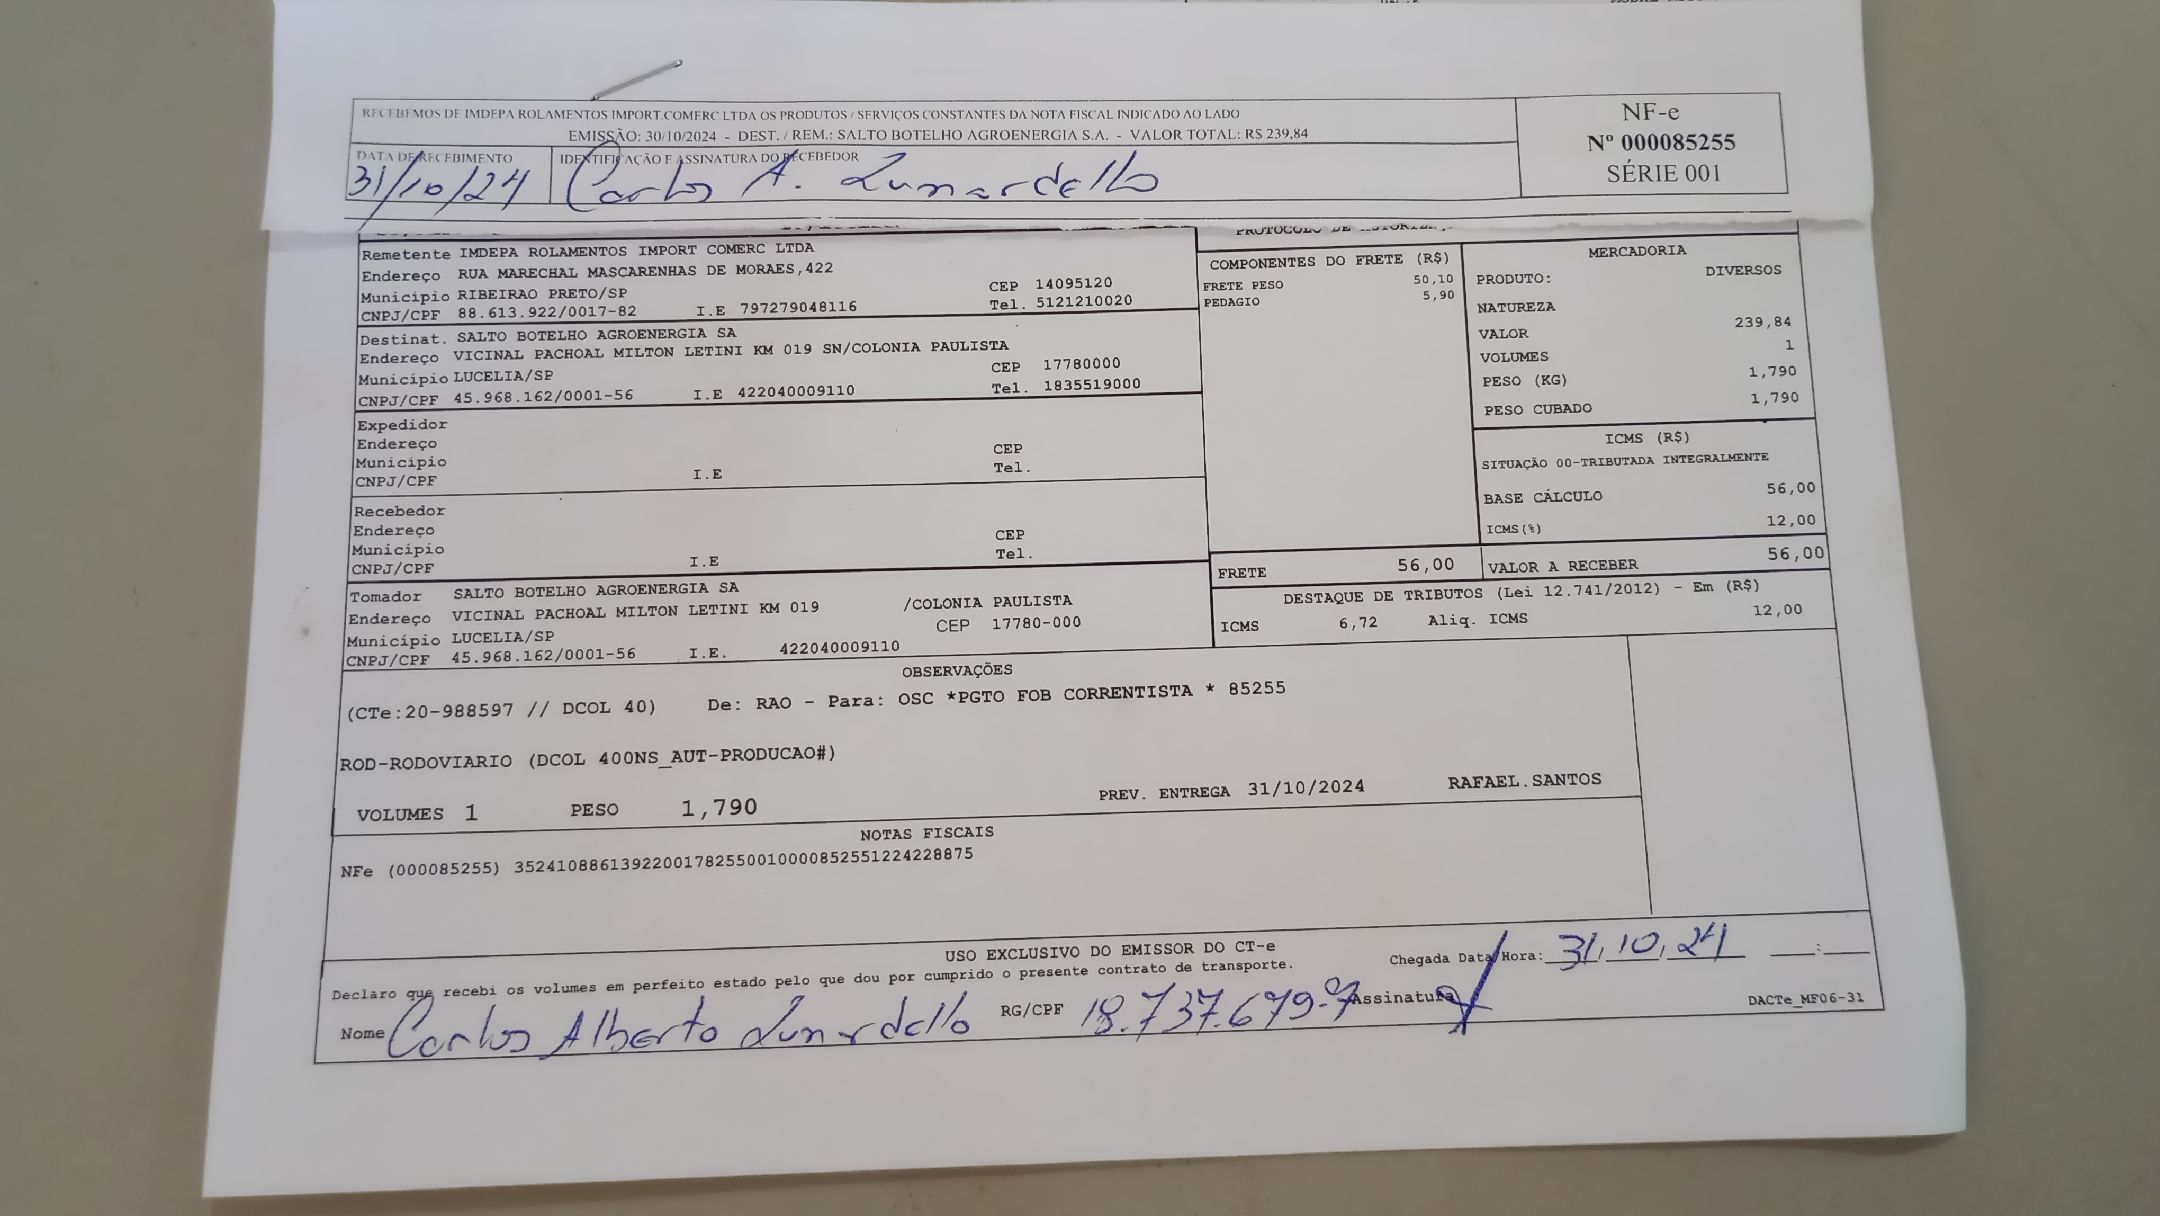 RECEBEMOS DE IMDEPA ROLAMENTOS IMPORT.COMERC.LTDA OS PRODUTOS / SERVIÇOS CONSTANTES DA NOTA FISCAL INDICADO AO LADO
EMISSÃO: 30/10/2024 - DEST. / REM.: SALTO BOTELHO AGROENERGIA S.A. - VALOR TOTAL: R$ 239,84
NF-e
Nº 000085255
SÉRIE 001
DATA DE RECEBIMENTO
31/10/24
IDENTIFICAÇÃO E ASSINATURA DO RECEBEDOR
Carlos A. Lunardello
Remetente IMDEPA ROLAMENTOS IMPORT COMERC LTDA
Endereço RUA MARECHAL MASCARENHAS DE MORAES,422
Município RIBEIRAO PRETO/SP CEP 14095120
CNPJ/CPF 88.613.922/0017-82 I.E 797279048116 Tel. 5121210020
Destinat. SALTO BOTELHO AGROENERGIA SA
Endereço VICINAL PACHOAL MILTON LETINI KM 019 SN/COLONIA PAULISTA
Município LUCELIA/SP CEP 17780000
CNPJ/CPF 45.968.162/0001-56 I.E 422040009110 Tel. 1835519000
Expedidor
Endereço
Município CEP
CNPJ/CPF I.E Tel.
Recebedor
Endereço
Município CEP
CNPJ/CPF I.E Tel.
Tomador SALTO BOTELHO AGROENERGIA SA
Endereço VICINAL PACHOAL MILTON LETINI KM 019 /COLONIA PAULISTA
Município LUCELIA/SP CEP 17780-000
CNPJ/CPF 45.968.162/0001-56 I.E. 422040009110
COMPONENTES DO FRETE (R$)
FRETE PESO 50,10
PEDAGIO 5,90
MERCADORIA
PRODUTO: DIVERSOS
NATUREZA
VALOR 239,84
VOLUMES 1
PESO (KG) 1,790
PESO CUBADO 1,790
ICMS (R$)
SITUAÇÃO 00-TRIBUTADA INTEGRALMENTE
BASE CÁLCULO 56,00
ICMS(%) 12,00
FRETE 56,00 VALOR A RECEBER 56,00
DESTAQUE DE TRIBUTOS (Lei 12.741/2012) - Em (R$)
ICMS 6,72 Aliq. ICMS 12,00
OBSERVAÇÕES
(CTe:20-988597 // DCOL 40) De: RAO - Para: OSC *PGTO FOB CORRENTISTA * 85255
ROD-RODOVIARIO (DCOL 400NS_AUT-PRODUCAO#)
VOLUMES 1 PESO 1,790 PREV. ENTREGA 31/10/2024 RAFAEL.SANTOS
NOTAS FISCAIS
NFe (000085255) 35241088613922001782550010000852551224228875
USO EXCLUSIVO DO EMISSOR DO CT-e
Declaro que recebi os volumes em perfeito estado pelo que dou por cumprido o presente contrato de transporte. Chegada Data/Hora: 31/10/24 __:__
Nome Carlos Alberto Lunardello RG/CPF 18.737.679-7 Assinatura
DACTe_MF06-31